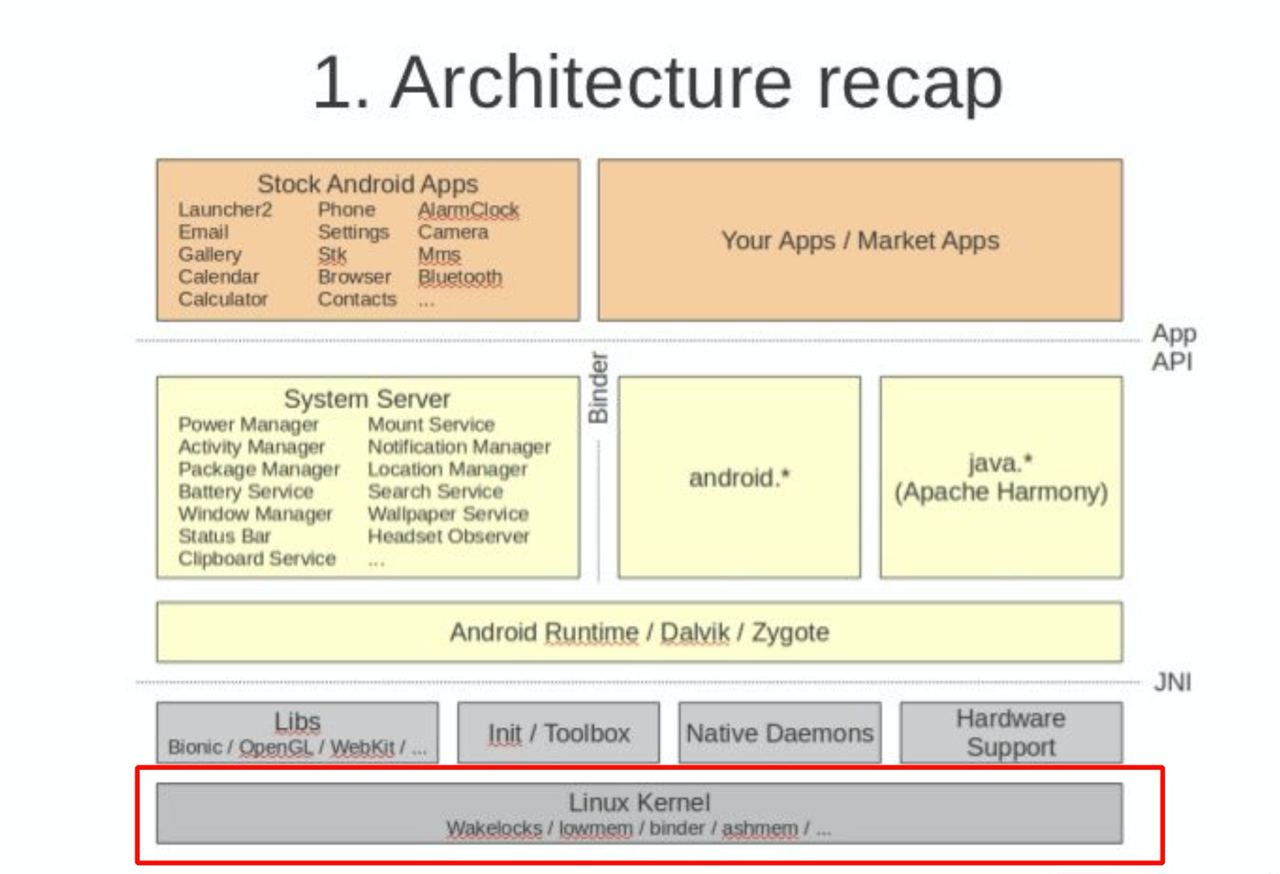 1. Architecture recap
Stock Android Apps
Launcher2 Phone AlarmClock
Email Settings Camera
Gallery Stk Mms
Calendar Browser Bluetooth
Calculator Contacts ...
Your Apps / Market Apps
App
API
System Server
Power Manager Mount Service
Activity Manager Notification Manager
Package Manager Location Manager
Battery Service Search Service
Window Manager Wallpaper Service
Status Bar Headset Observer
Clipboard Service ...
Binder
android.*
java.*
(Apache Harmony)
Android Runtime / Dalvik / Zygote
JNI
Libs
Bionic / OpenGL / WebKit / ...
Init / Toolbox
Native Daemons
Hardware
Support
Linux Kernel
Wakelocks / lowmem / binder / ashmem / ...